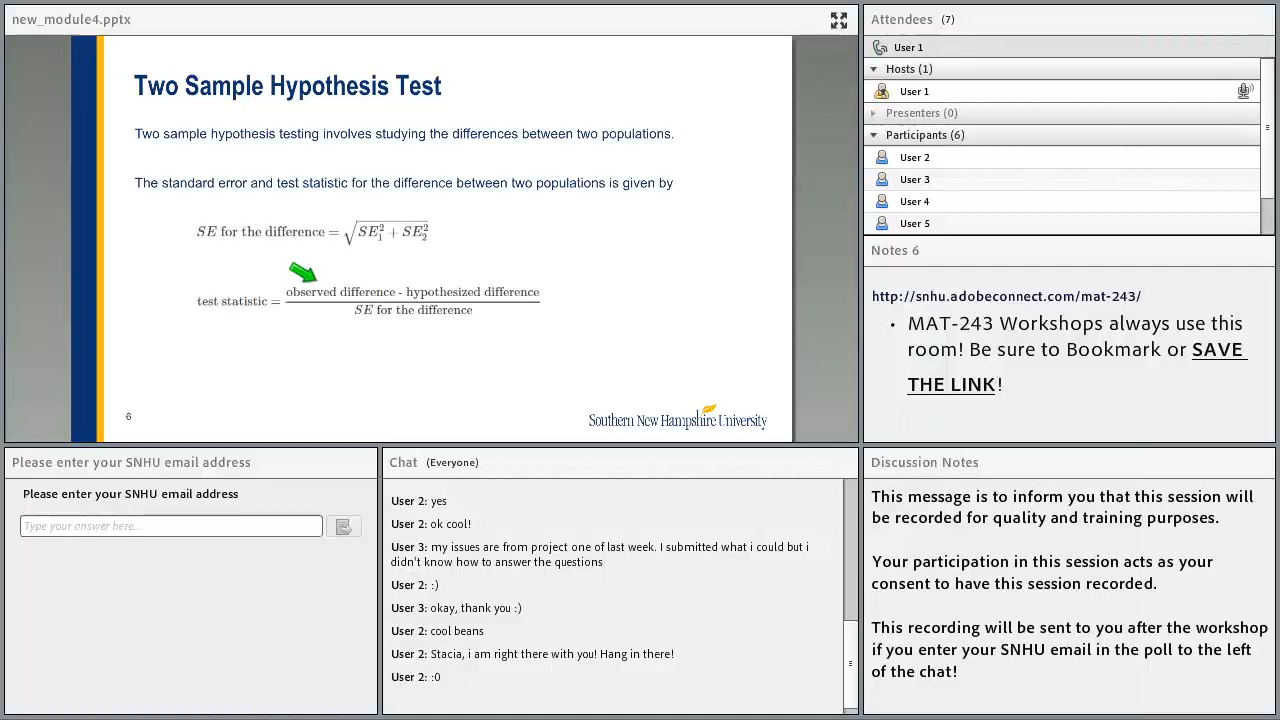 new_module4.pptx
Two Sample Hypothesis Test
Two sample hypothesis testing involves studying the differences between two populations.
The standard error and test statistic for the difference between two populations is given by
SE for the difference = √SE₁² + SE₂²
test statistic = observed difference - hypothesized difference
SE for the difference
6
Southern New Hampshire University
Attendees (7)
User 1
Hosts (1)
User 1
Presenters (0)
Participants (6)
User 2
User 3
User 4
User 5
Notes 6
http://snhu.adobeconnect.com/mat-243/
• MAT-243 Workshops always use this
room! Be sure to Bookmark or SAVE
THE LINK!
Please enter your SNHU email address
Please enter your SNHU email address
Type your answer here...
Chat (Everyone)
User 2: yes
User 2: ok cool!
User 3: my issues are from project one of last week. I submitted what i could but i
didn't know how to answer the questions
User 2: :)
User 3: okay, thank you :)
User 2: cool beans
User 2: Stacia, i am right there with you! Hang in there!
User 2: :0
Discussion Notes
This message is to inform you that this session will
be recorded for quality and training purposes.
Your participation in this session acts as your
consent to have this session recorded.
This recording will be sent to you after the workshop
if you enter your SNHU email in the poll to the left
of the chat!